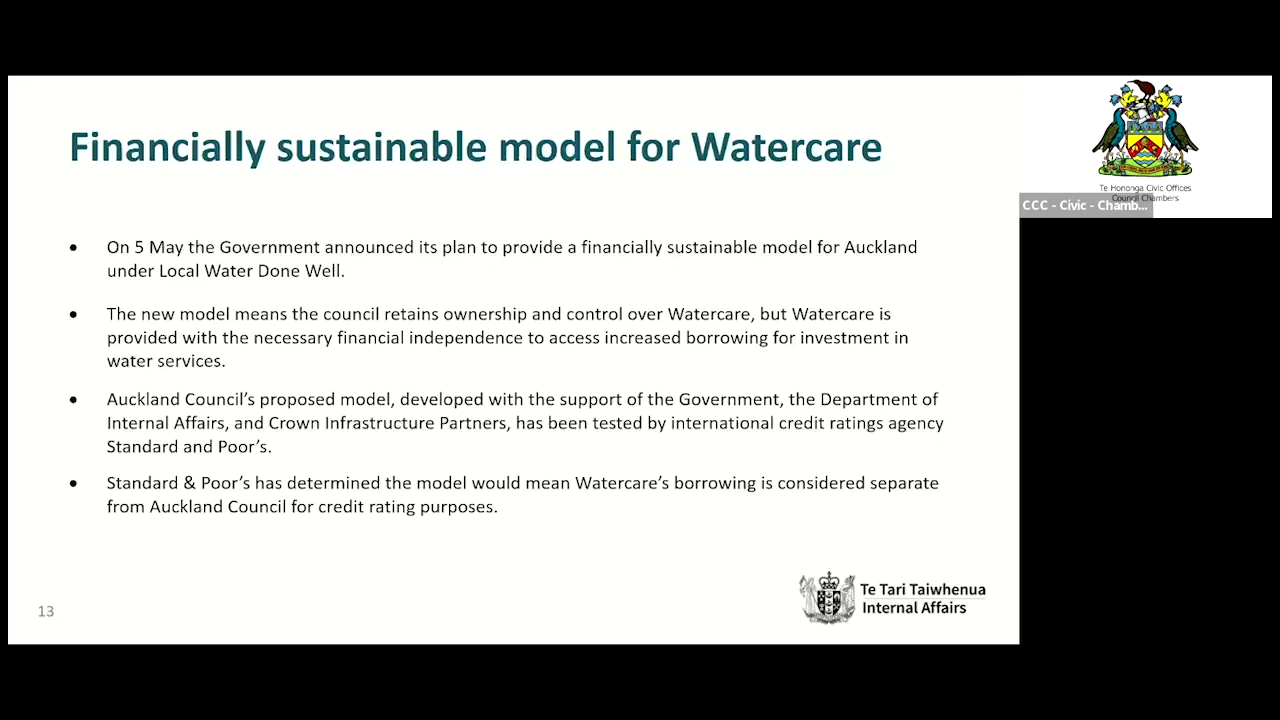 Financially sustainable model for Watercare
• On 5 May the Government announced its plan to provide a financially sustainable model for Auckland
under Local Water Done Well.
• The new model means the council retains ownership and control over Watercare, but Watercare is
provided with the necessary financial independence to access increased borrowing for investment in
water services.
• Auckland Council’s proposed model, developed with the support of the Government, the Department of
Internal Affairs, and Crown Infrastructure Partners, has been tested by international credit ratings agency
Standard and Poor’s.
• Standard & Poor’s has determined the model would mean Watercare’s borrowing is considered separate
from Auckland Council for credit rating purposes.
13
Te Tari Taiwhenua
Internal Affairs
Te Hononga Civic Offices
Council Chambers
CCC - Civic - Chamb...